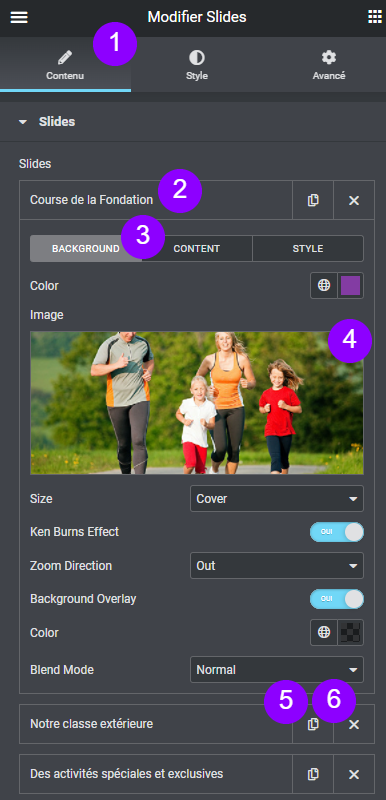 Modifier Slides
1
Contenu
Style
Avancé
Slides
Slides
Course de la Fondation
2
3
BACKGROUND
CONTENT
STYLE
Color
Image
4
Size
Cover
Ken Burns Effect
OUI
Zoom Direction
Out
Background Overlay
OUI
Color
Blend Mode
Normal
5
6
Notre classe extérieure
Des activités spéciales et exclusives